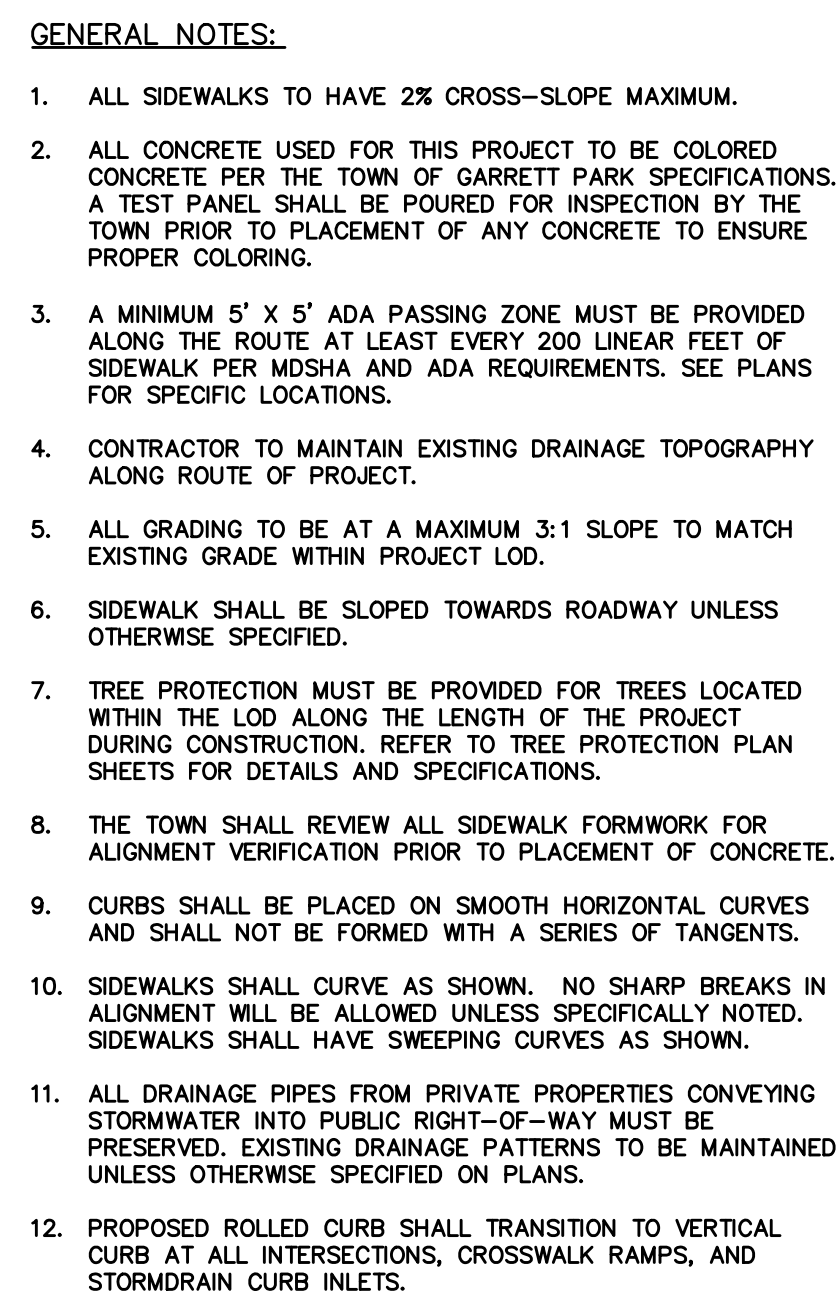 GENERAL NOTES:
1. ALL SIDEWALKS TO HAVE 2% CROSS-SLOPE MAXIMUM.
2. ALL CONCRETE USED FOR THIS PROJECT TO BE COLORED
CONCRETE PER THE TOWN OF GARRETT PARK SPECIFICATIONS.
A TEST PANEL SHALL BE POURED FOR INSPECTION BY THE
TOWN PRIOR TO PLACEMENT OF ANY CONCRETE TO ENSURE
PROPER COLORING.
3. A MINIMUM 5' X 5' ADA PASSING ZONE MUST BE PROVIDED
ALONG THE ROUTE AT LEAST EVERY 200 LINEAR FEET OF
SIDEWALK PER MDSHA AND ADA REQUIREMENTS. SEE PLANS
FOR SPECIFIC LOCATIONS.
4. CONTRACTOR TO MAINTAIN EXISTING DRAINAGE TOPOGRAPHY
ALONG ROUTE OF PROJECT.
5. ALL GRADING TO BE AT A MAXIMUM 3:1 SLOPE TO MATCH
EXISTING GRADE WITHIN PROJECT LOD.
6. SIDEWALK SHALL BE SLOPED TOWARDS ROADWAY UNLESS
OTHERWISE SPECIFIED.
7. TREE PROTECTION MUST BE PROVIDED FOR TREES LOCATED
WITHIN THE LOD ALONG THE LENGTH OF THE PROJECT
DURING CONSTRUCTION. REFER TO TREE PROTECTION PLAN
SHEETS FOR DETAILS AND SPECIFICATIONS.
8. THE TOWN SHALL REVIEW ALL SIDEWALK FORMWORK FOR
ALIGNMENT VERIFICATION PRIOR TO PLACEMENT OF CONCRETE.
9. CURBS SHALL BE PLACED ON SMOOTH HORIZONTAL CURVES
AND SHALL NOT BE FORMED WITH A SERIES OF TANGENTS.
10. SIDEWALKS SHALL CURVE AS SHOWN. NO SHARP BREAKS IN
ALIGNMENT WILL BE ALLOWED UNLESS SPECIFICALLY NOTED.
SIDEWALKS SHALL HAVE SWEEPING CURVES AS SHOWN.
11. ALL DRAINAGE PIPES FROM PRIVATE PROPERTIES CONVEYING
STORMWATER INTO PUBLIC RIGHT-OF-WAY MUST BE
PRESERVED. EXISTING DRAINAGE PATTERNS TO BE MAINTAINED
UNLESS OTHERWISE SPECIFIED ON PLANS.
12. PROPOSED ROLLED CURB SHALL TRANSITION TO VERTICAL
CURB AT ALL INTERSECTIONS, CROSSWALK RAMPS, AND
STORMDRAIN CURB INLETS.